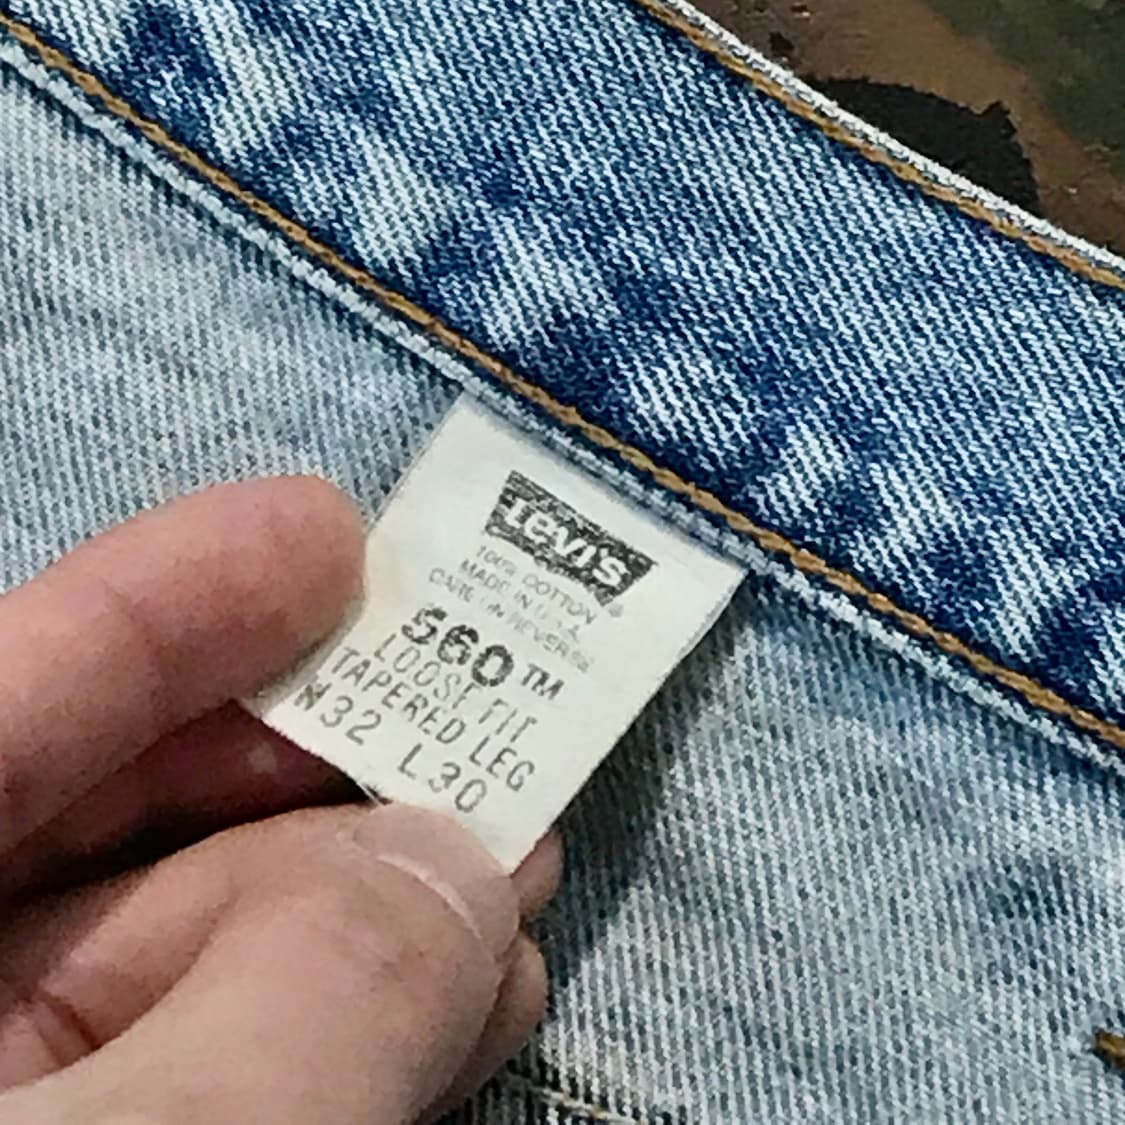 Levi's®
100% COTTON
MADE IN U.S.A.
CARE ON REVERSE
560™
LOOSE FIT
TAPERED LEG
W32 L30